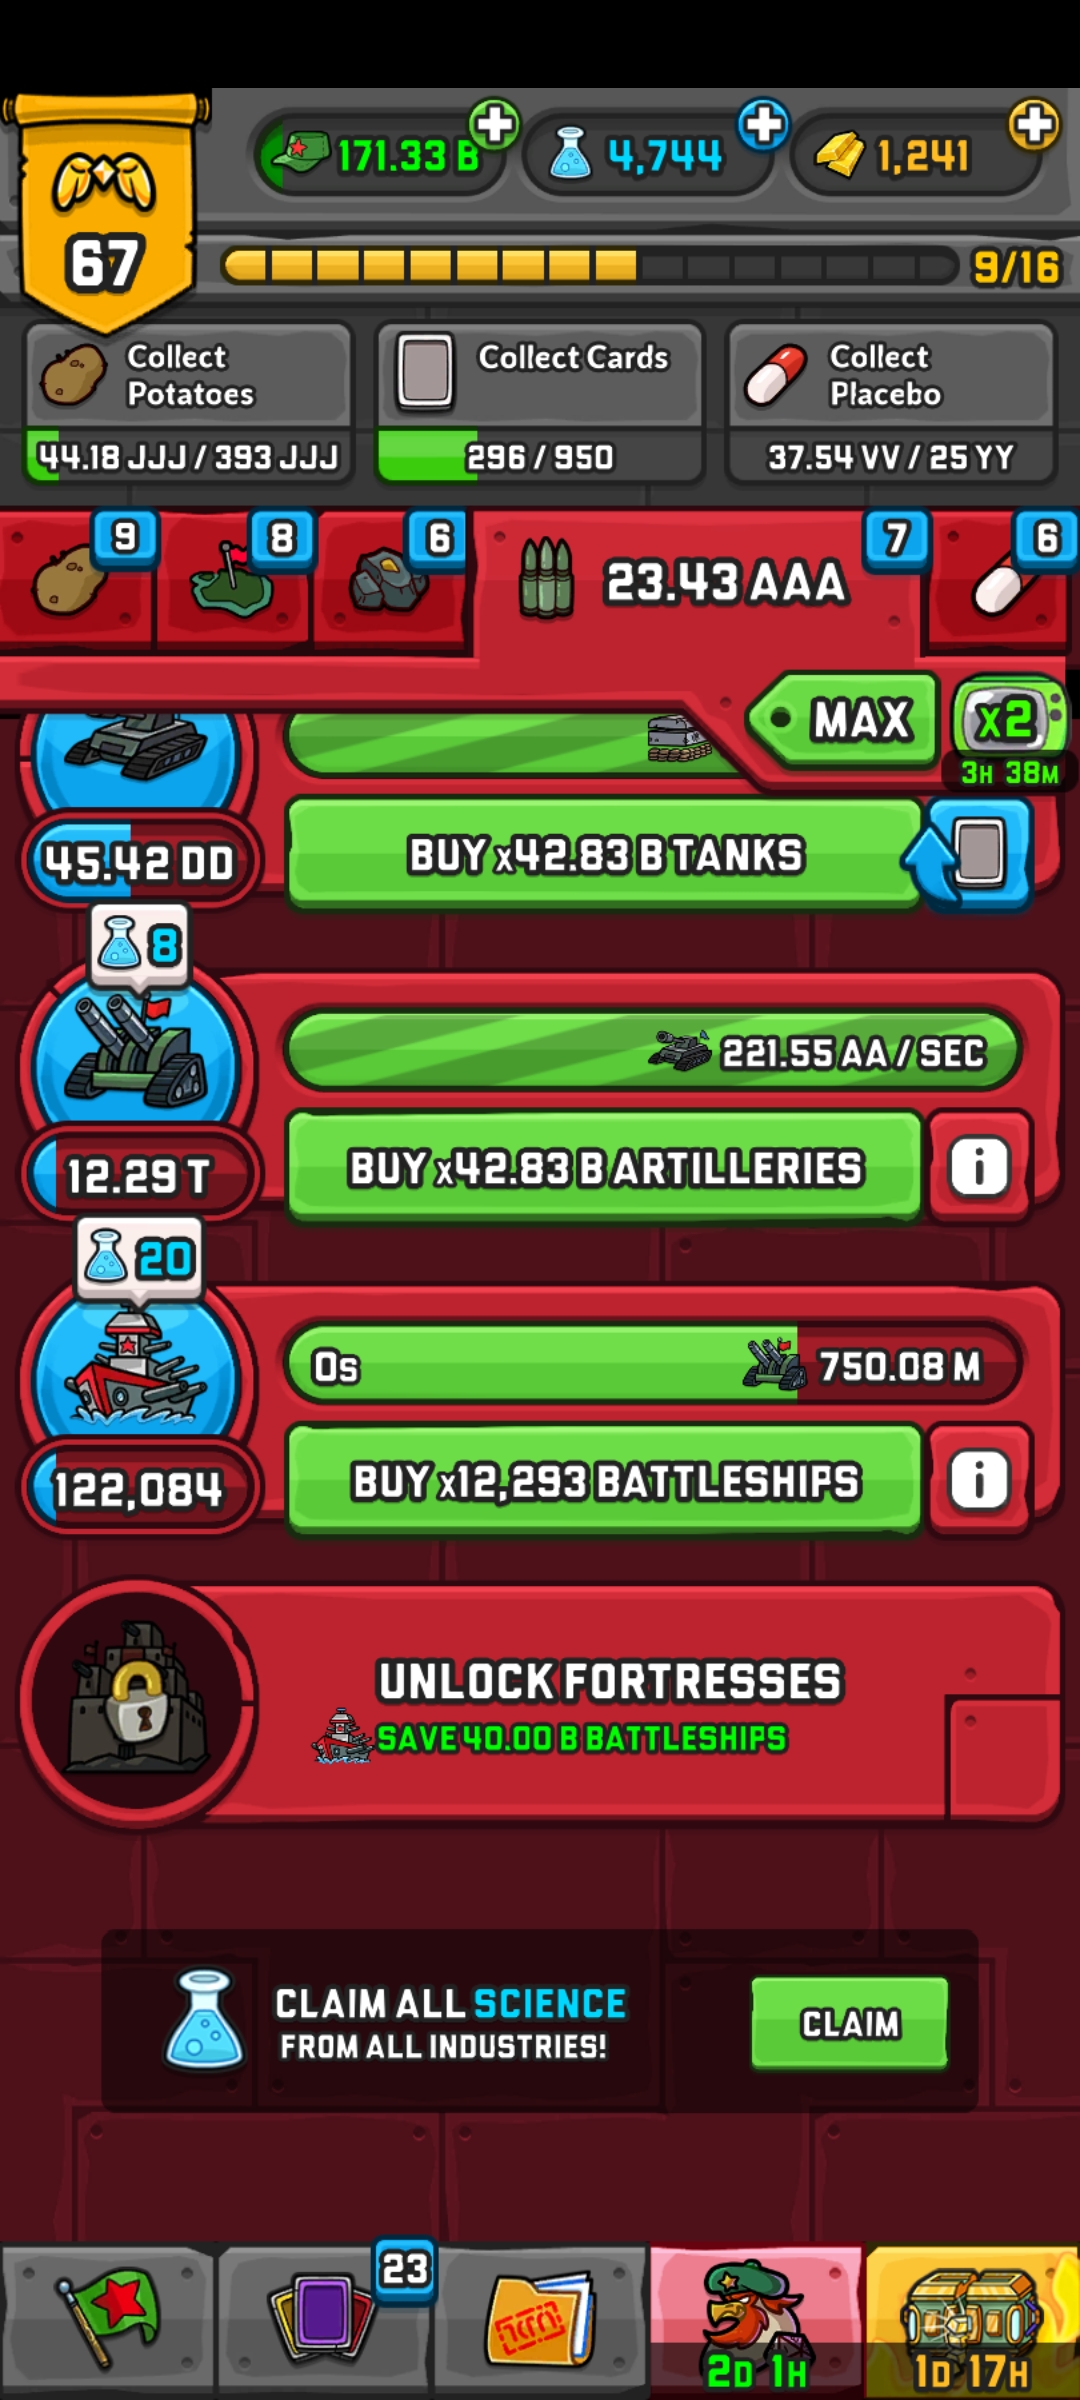 67
171.33 B
4,744
1,241
9/16
Collect
Potatoes
44.18 JJJ / 393 JJJ
Collect Cards
296 / 950
Collect
Placebo
37.54 VV / 25 YY
9
8
6
23.43 AAA
7
6
MAX
x2
3H 38M
45.42 DD
BUY x42.83 B TANKS
8
221.55 AA / SEC
12.29 T
BUY x42.83 B ARTILLERIES
i
20
0s
750.08 M
122,084
BUY x12,293 BATTLESHIPS
i
UNLOCK FORTRESSES
SAVE 40.00 B BATTLESHIPS
CLAIM ALL SCIENCE
FROM ALL INDUSTRIES!
CLAIM
23
2D 1H
1D 17H